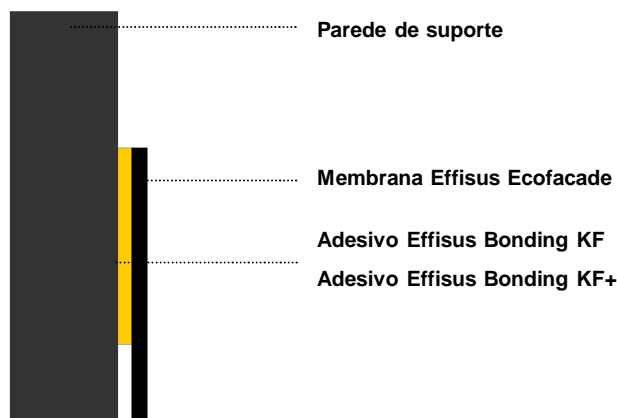 Parede de suporte
Membrana Effisus Ecofacade
Adesivo Effisus Bonding KF
Adesivo Effisus Bonding KF+